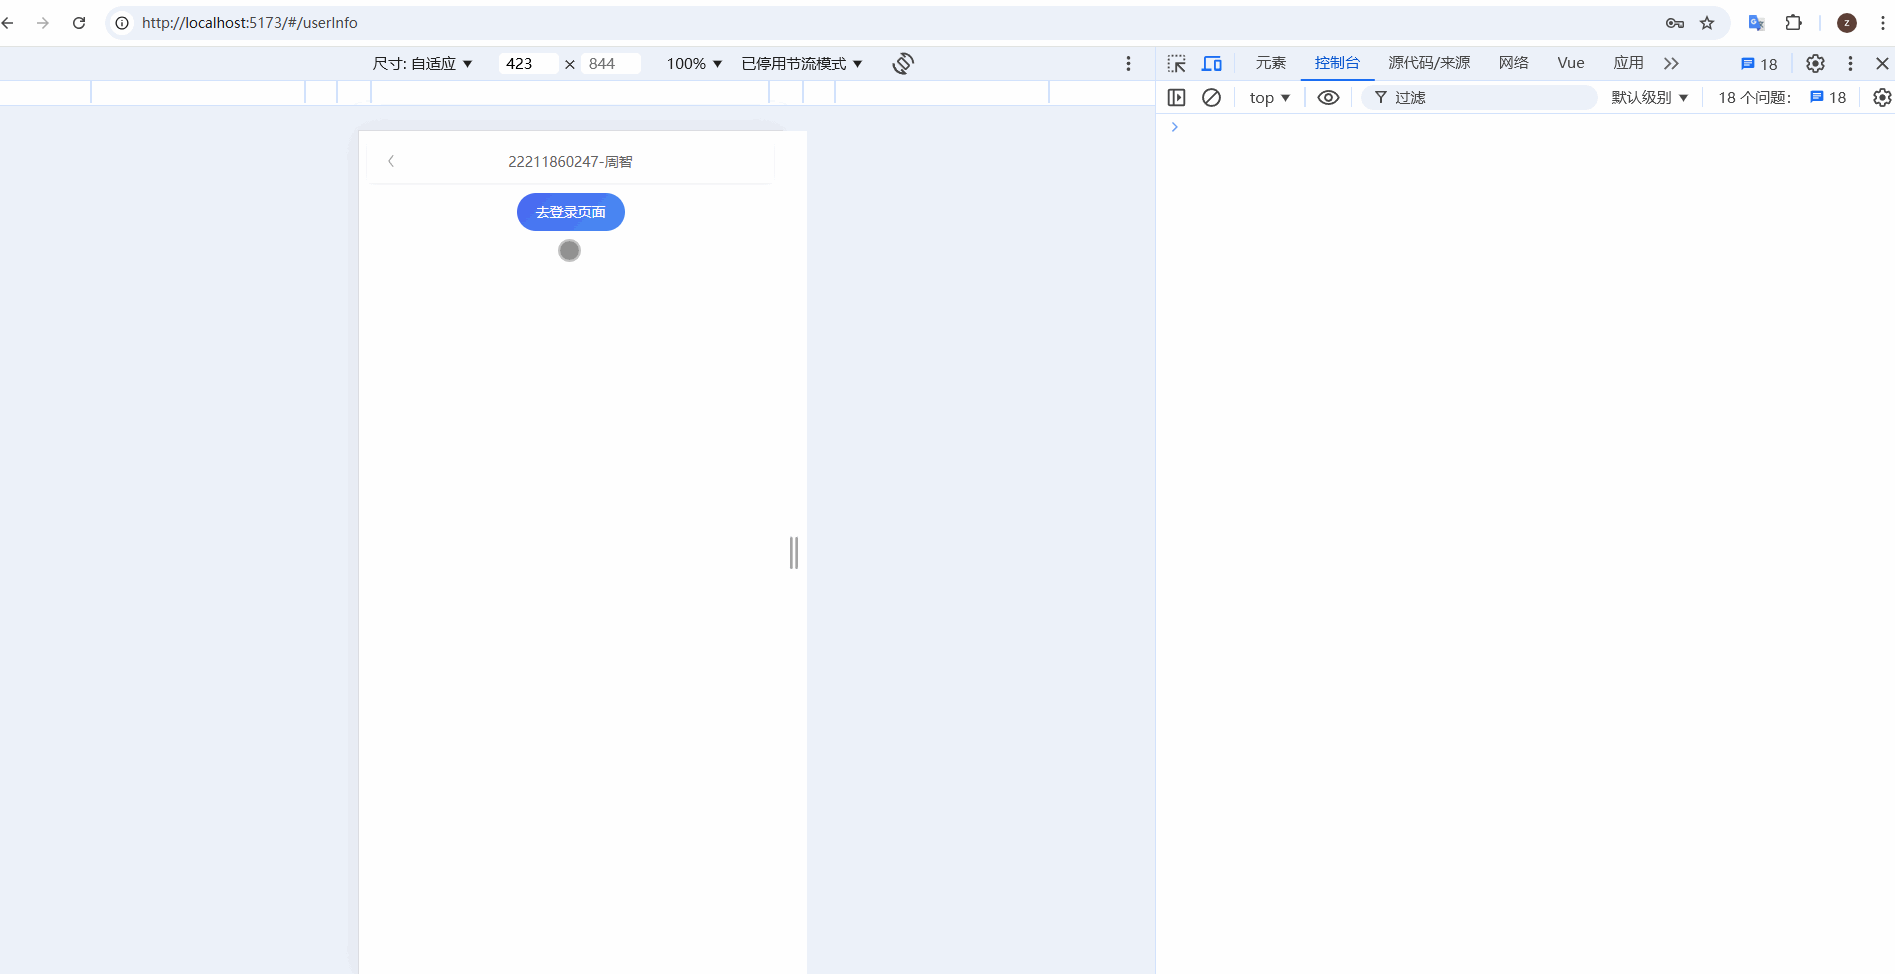 http://localhost:5173/#/userInfo
z
尺寸: 自适应 ▼ 423 × 844 100% ▼ 已停用节流模式 ▼
元素 控制台 源代码/来源 网络 Vue 应用 18
top ▼ 过滤 默认级别 ▼ 18 个问题: 18
22211860247-周智
去登录页面